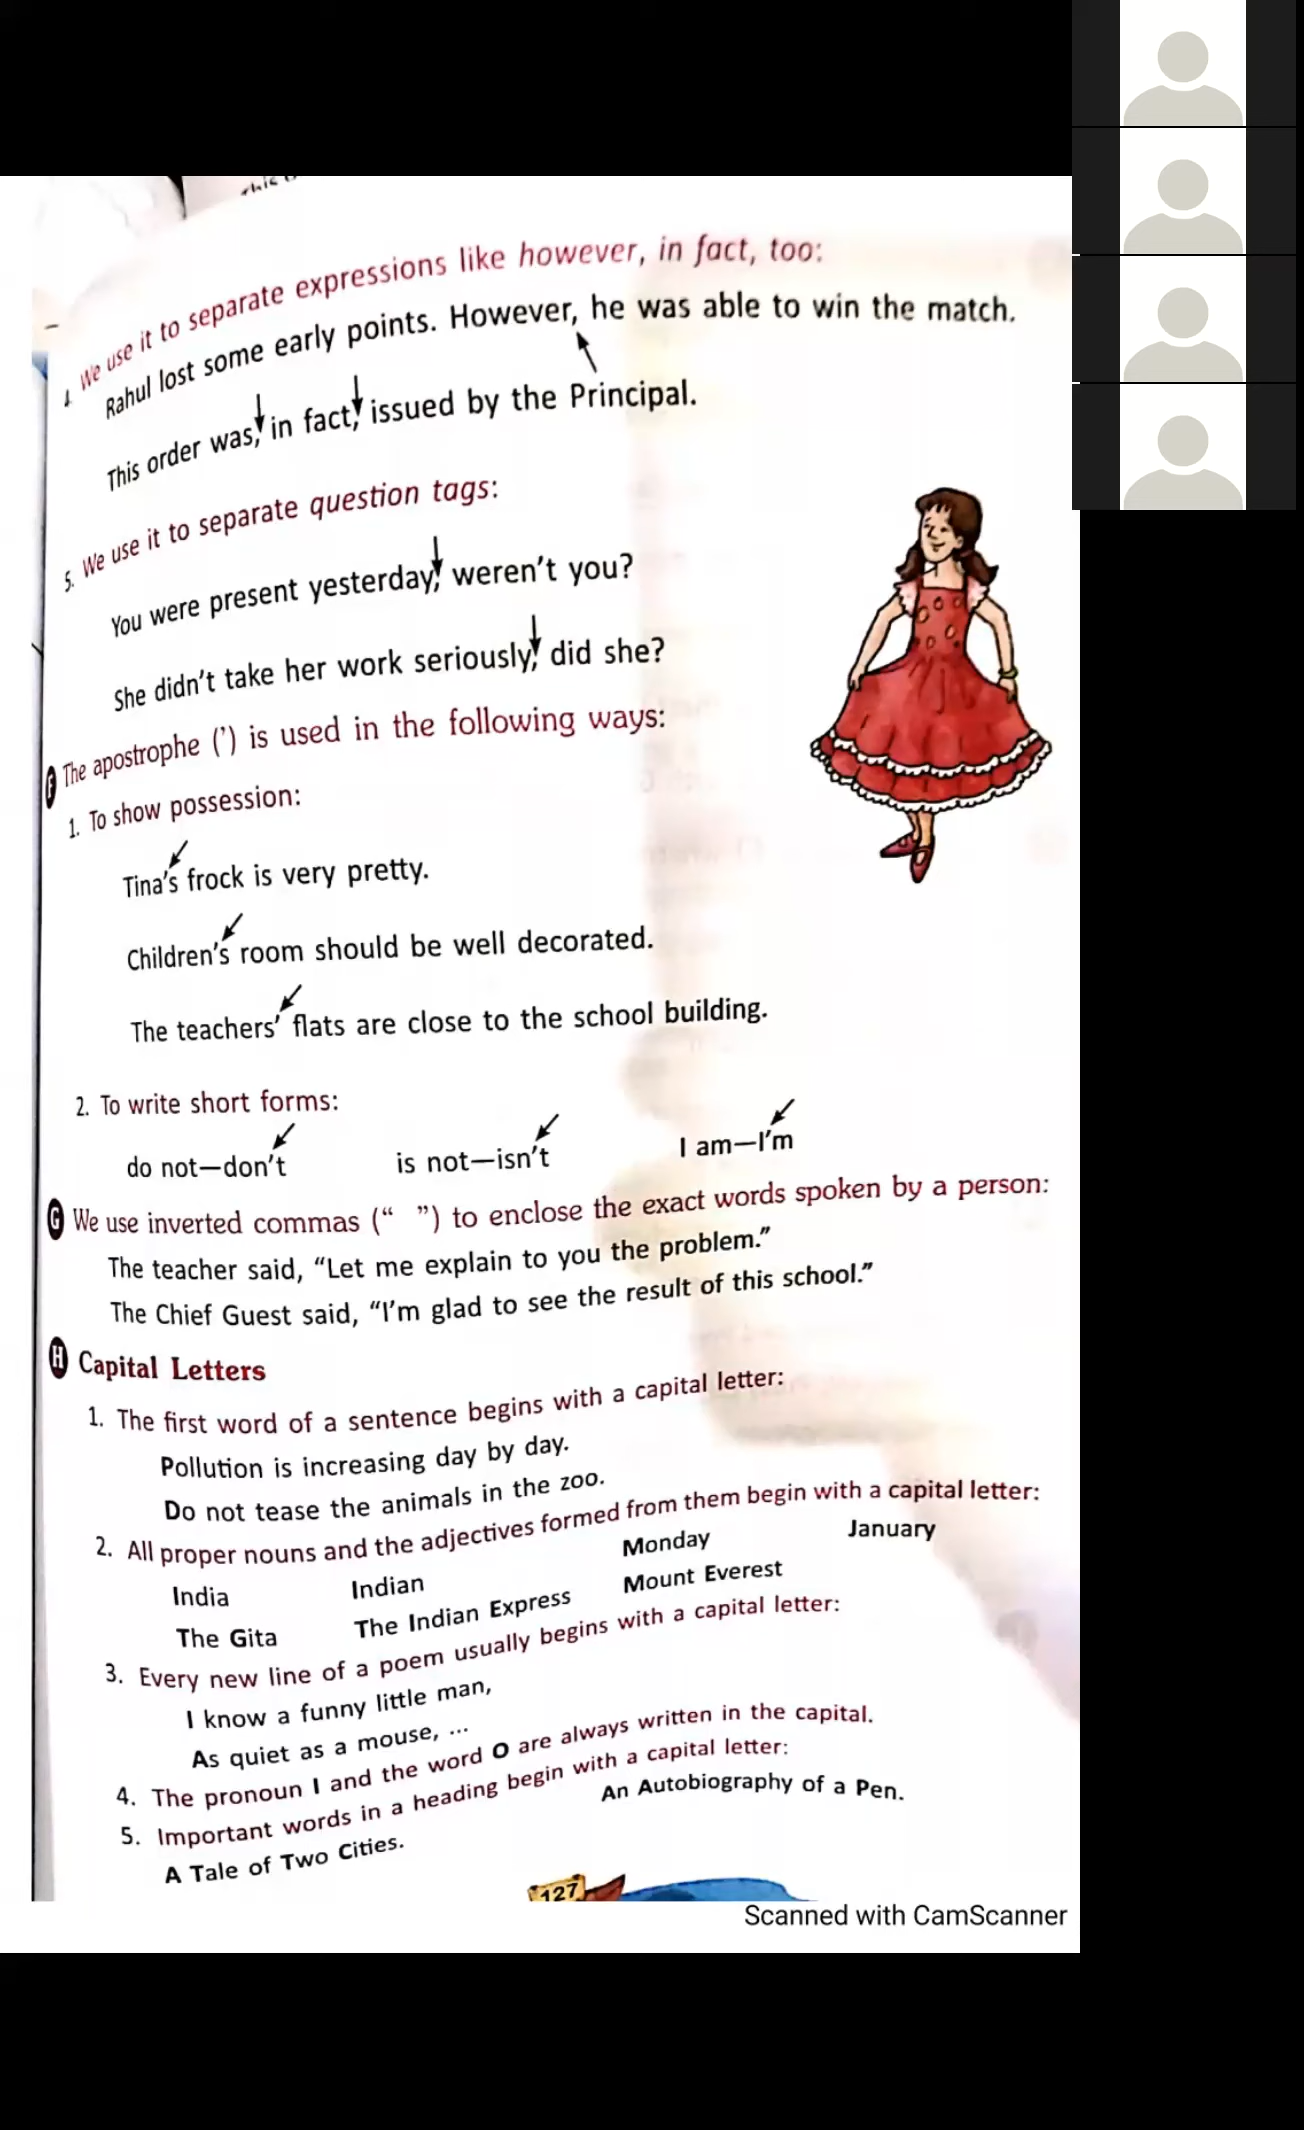 4. We use it to separate expressions like however, in fact, too:
Rahul lost some early points. However, he was able to win the match.
This order was, in fact, issued by the Principal.
5. We use it to separate question tags:
You were present yesterday, weren't you?
She didn't take her work seriously, did she?
F The apostrophe (') is used in the following ways:
1. To show possession:
Tina's frock is very pretty.
Children's room should be well decorated.
The teachers' flats are close to the school building.
2. To write short forms:
do not—don't is not—isn't I am—I'm
G We use inverted commas (“ ”) to enclose the exact words spoken by a person:
The teacher said, “Let me explain to you the problem.”
The Chief Guest said, “I'm glad to see the result of this school.”
H Capital Letters
1. The first word of a sentence begins with a capital letter:
Pollution is increasing day by day.
Do not tease the animals in the zoo.
2. All proper nouns and the adjectives formed from them begin with a capital letter:
India Indian Monday January
The Gita The Indian Express Mount Everest
3. Every new line of a poem usually begins with a capital letter:
I know a funny little man,
As quiet as a mouse, ...
4. The pronoun I and the word O are always written in the capital.
5. Important words in a heading begin with a capital letter:
A Tale of Two Cities. An Autobiography of a Pen.
127
Scanned with CamScanner